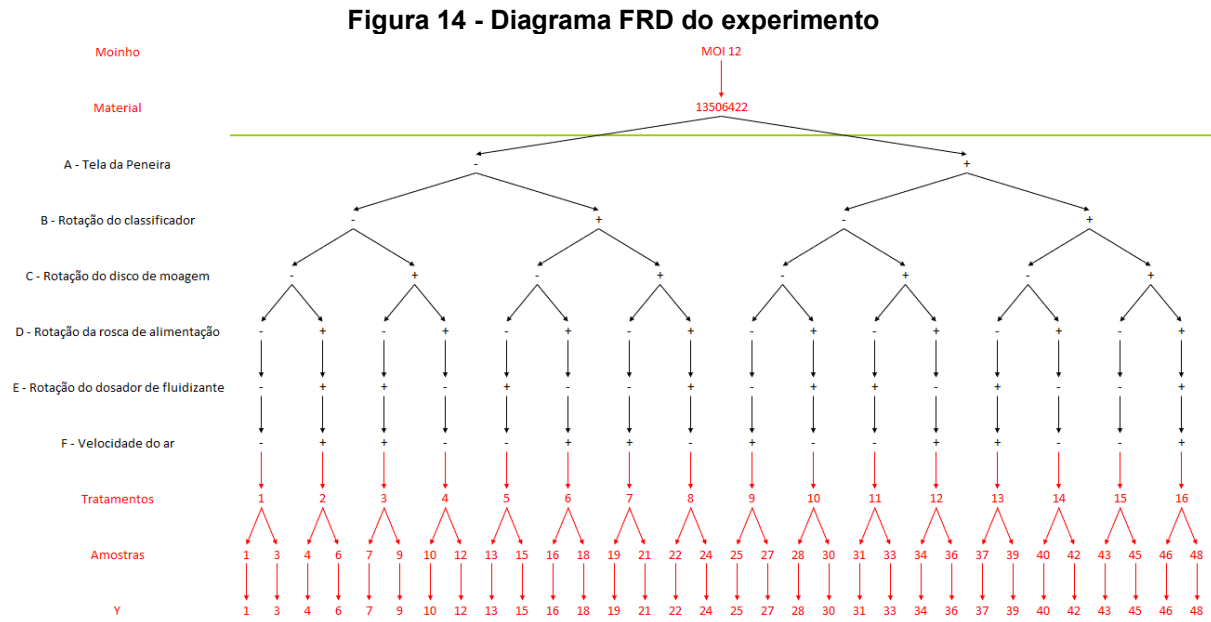 Figura 14 - Diagrama FRD do experimento
Moinho MOI 12
Material 13506422
A - Tela da Peneira - +
B - Rotação do classificador - + - +
C - Rotação do disco de moagem - + - + - + - +
D - Rotação da rosca de alimentação - + - + - + - + - + - + - + - +
E - Rotação do dosador de fluidizante - + + - + - - + - + + - + - - +
F - Velocidade do ar - + + - - + + - + - - + + - - +
Tratamentos 1 2 3 4 5 6 7 8 9 10 11 12 13 14 15 16
Amostras 1 3 4 6 7 9 10 12 13 15 16 18 19 21 22 24 25 27 28 30 31 33 34 36 37 39 40 42 43 45 46 48
Y 1 3 4 6 7 9 10 12 13 15 16 18 19 21 22 24 25 27 28 30 31 33 34 36 37 39 40 42 43 45 46 48